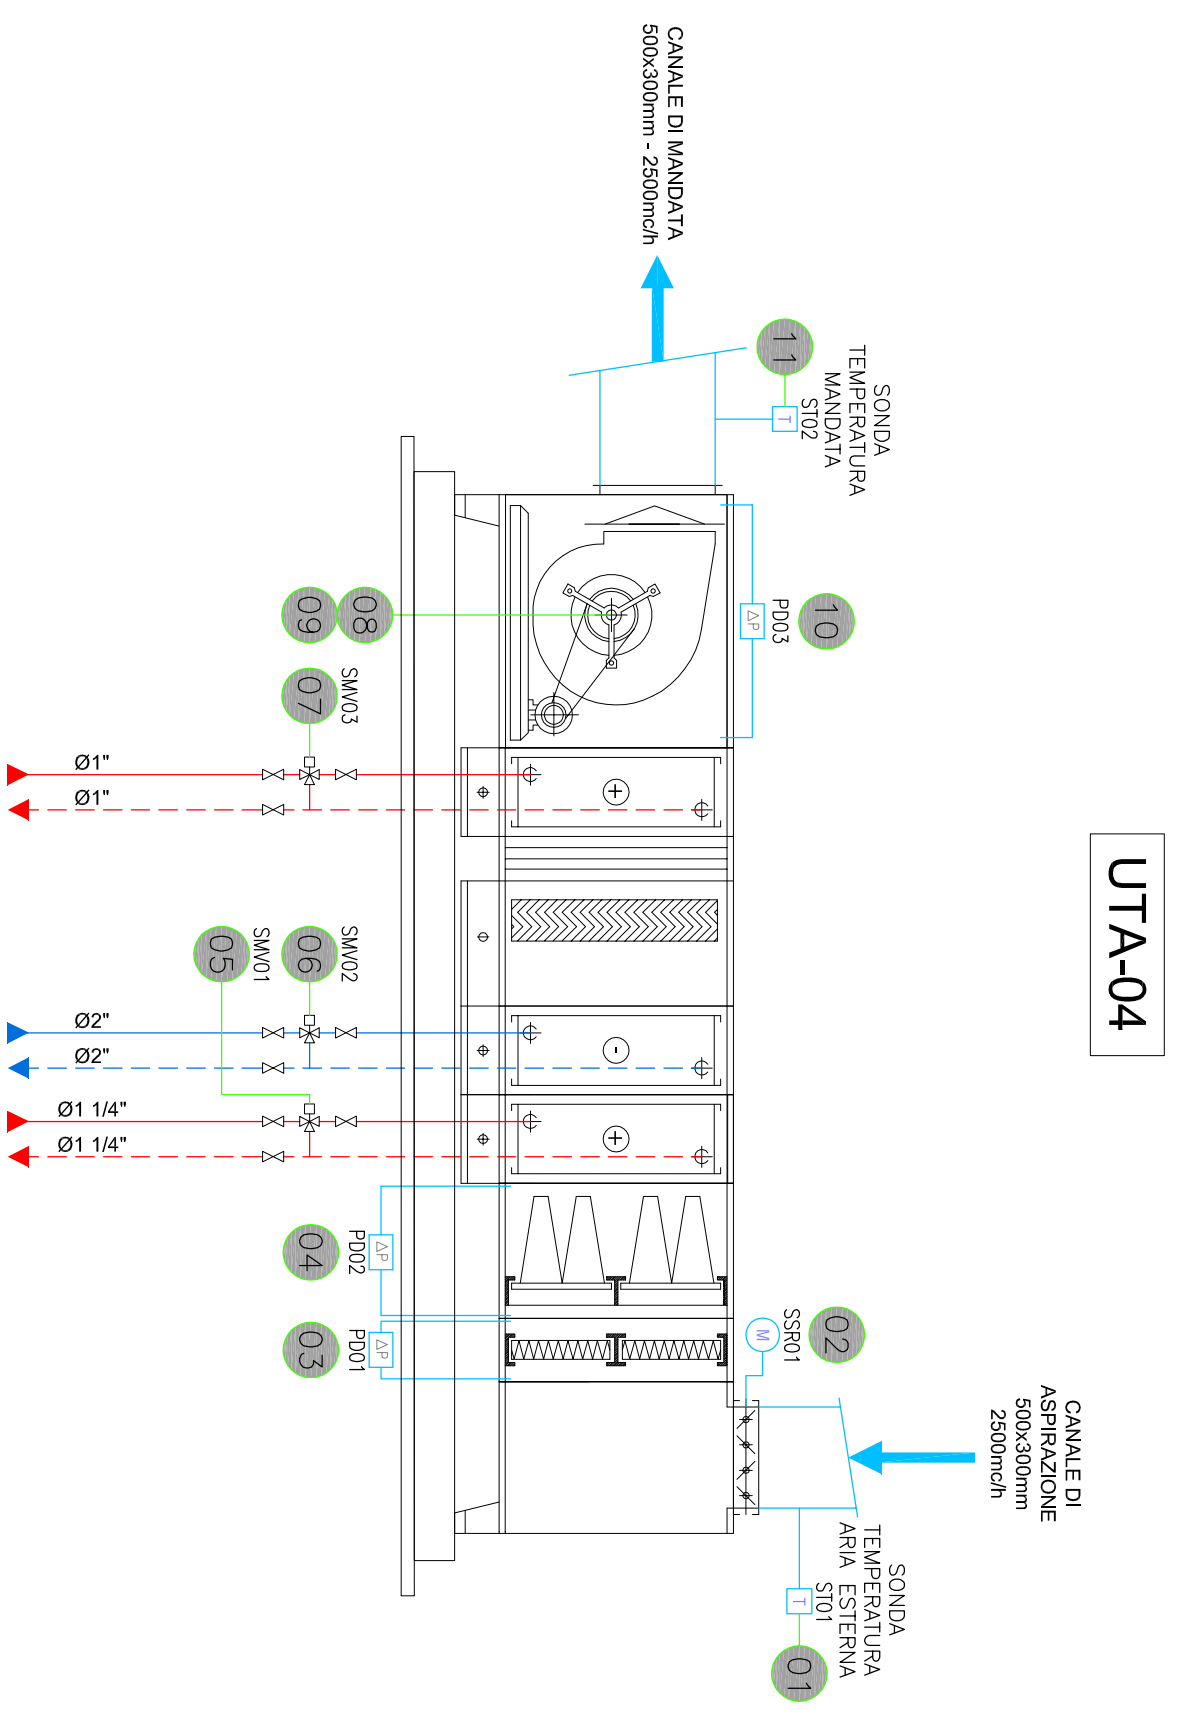 UTA-04
CANALE DI MANDATA
500x300mm - 2500mc/h
11
SONDA
TEMPERATURA
MANDATA
ST02
T
10
PD03
ΔP
08
09
07
SMV03
Ø1"
Ø1"
+
06
SMV02
05
SMV01
Ø2"
Ø2"
-
Ø1 1/4"
Ø1 1/4"
+
04
PD02
ΔP
03
PD01
ΔP
02
SSR01
M
CANALE DI
ASPIRAZIONE
500x300mm
2500mc/h
SONDA
TEMPERATURA
ARIA ESTERNA
ST01
T
01